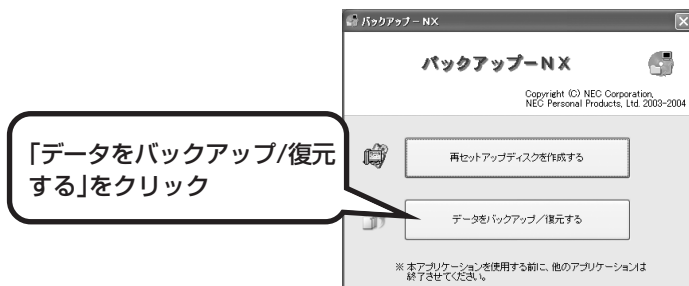 バックアップ - NX
バックアップーNX
Copyright (C) NEC Corporation,
NEC Personal Products, Ltd. 2003-2004
「データをバックアップ/復元
する」をクリック
再セットアップディスクを作成する
データをバックアップ／復元する
※ 本アプリケーションを使用する前に、他のアプリケーションは
終了させてください。